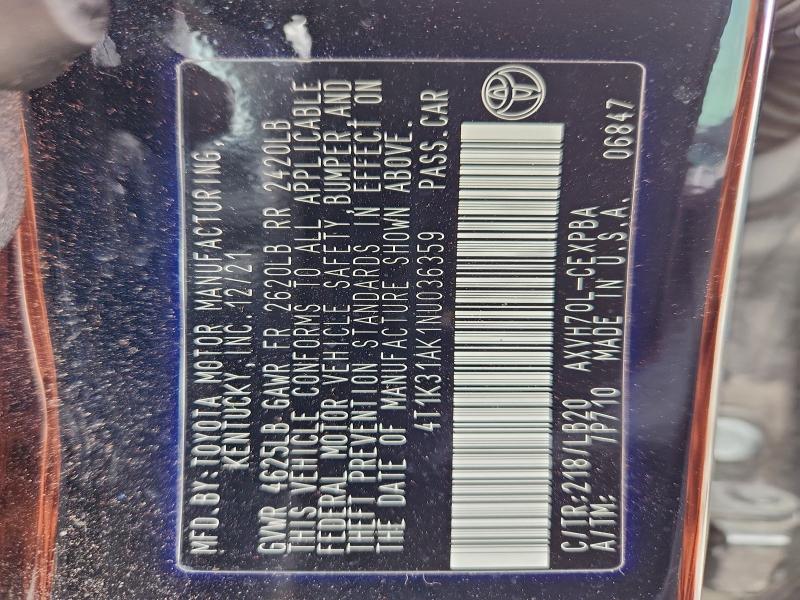 MFD.BY:TOYOTA MOTOR MANUFACTURING,
KENTUCKY, INC. 12/21
GVWR 4625LB GAWR FR 2620LB RR 2420LB
THIS VEHICLE CONFORMS TO ALL APPLICABLE
FEDERAL MOTOR VEHICLE SAFETY,BUMPER AND
THEFT PREVENTION STANDARDS IN EFFECT ON
THE DATE OF MANUFACTURE SHOWN ABOVE.
4T1K31AK1NU036359 PASS.CAR
C/TR:218/LB20 AXVH70L-CEXPBA
A/TM: 7P710 MADE IN U.S.A. 06847